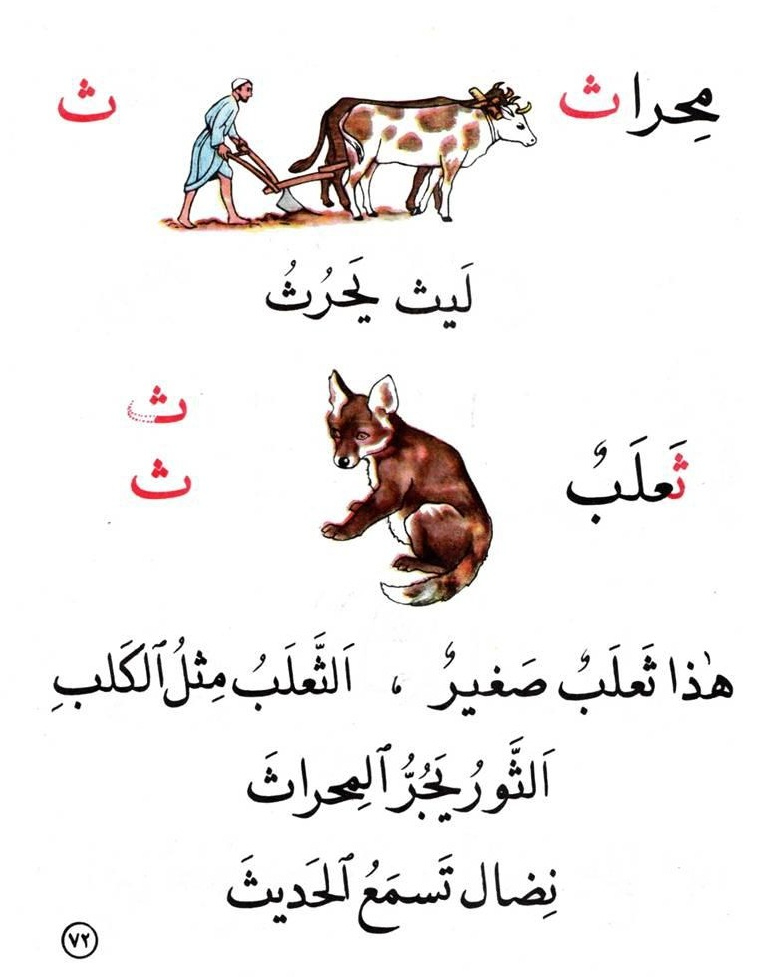 مِحراث ث
لَيث يَحرُثُ
ث
ثَعلَبٌ ث
هٰذا ثَعلَبٌ صَغيرٌ ، اَلثَّعلَبُ مِثلُ ٱلكَلبِ
اَلثَّورُ يَجُرُّ ٱلمِحراثَ
نِضال تَسمَعُ ٱلحَديثَ
٧٢